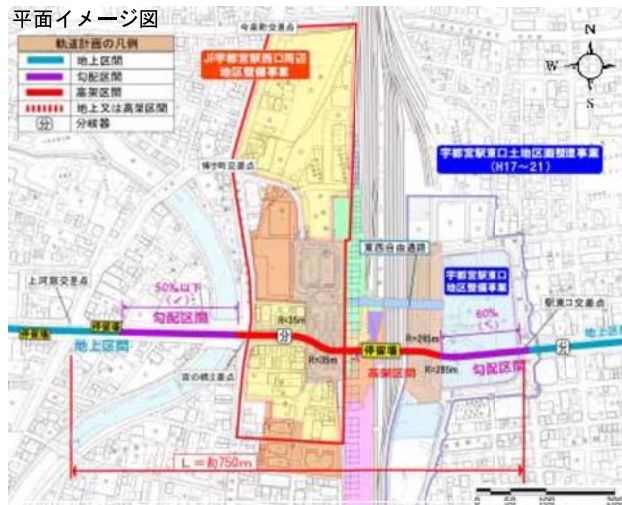 平面イメージ図
軌道計画の凡例
地上区間
勾配区間
高架区間
地上又は高架区間
分 分岐器
今泉町交差点
JR宇都宮駅西口周辺
地区整備事業
N
W
S
宇都宮駅東口土地区画整理事業
(H17～21)
東西自由通路
宇都宮駅東口
地区整備事業
上河原交差点
50‰以下
勾配区間
60‰
駅東口交差点
停留場
停留場
地上区間
R=35m
分
R=35m
停留場
高架区間
R=285m
R=285m
勾配区間
分
地上区
宮の橋交差点
L=約750m